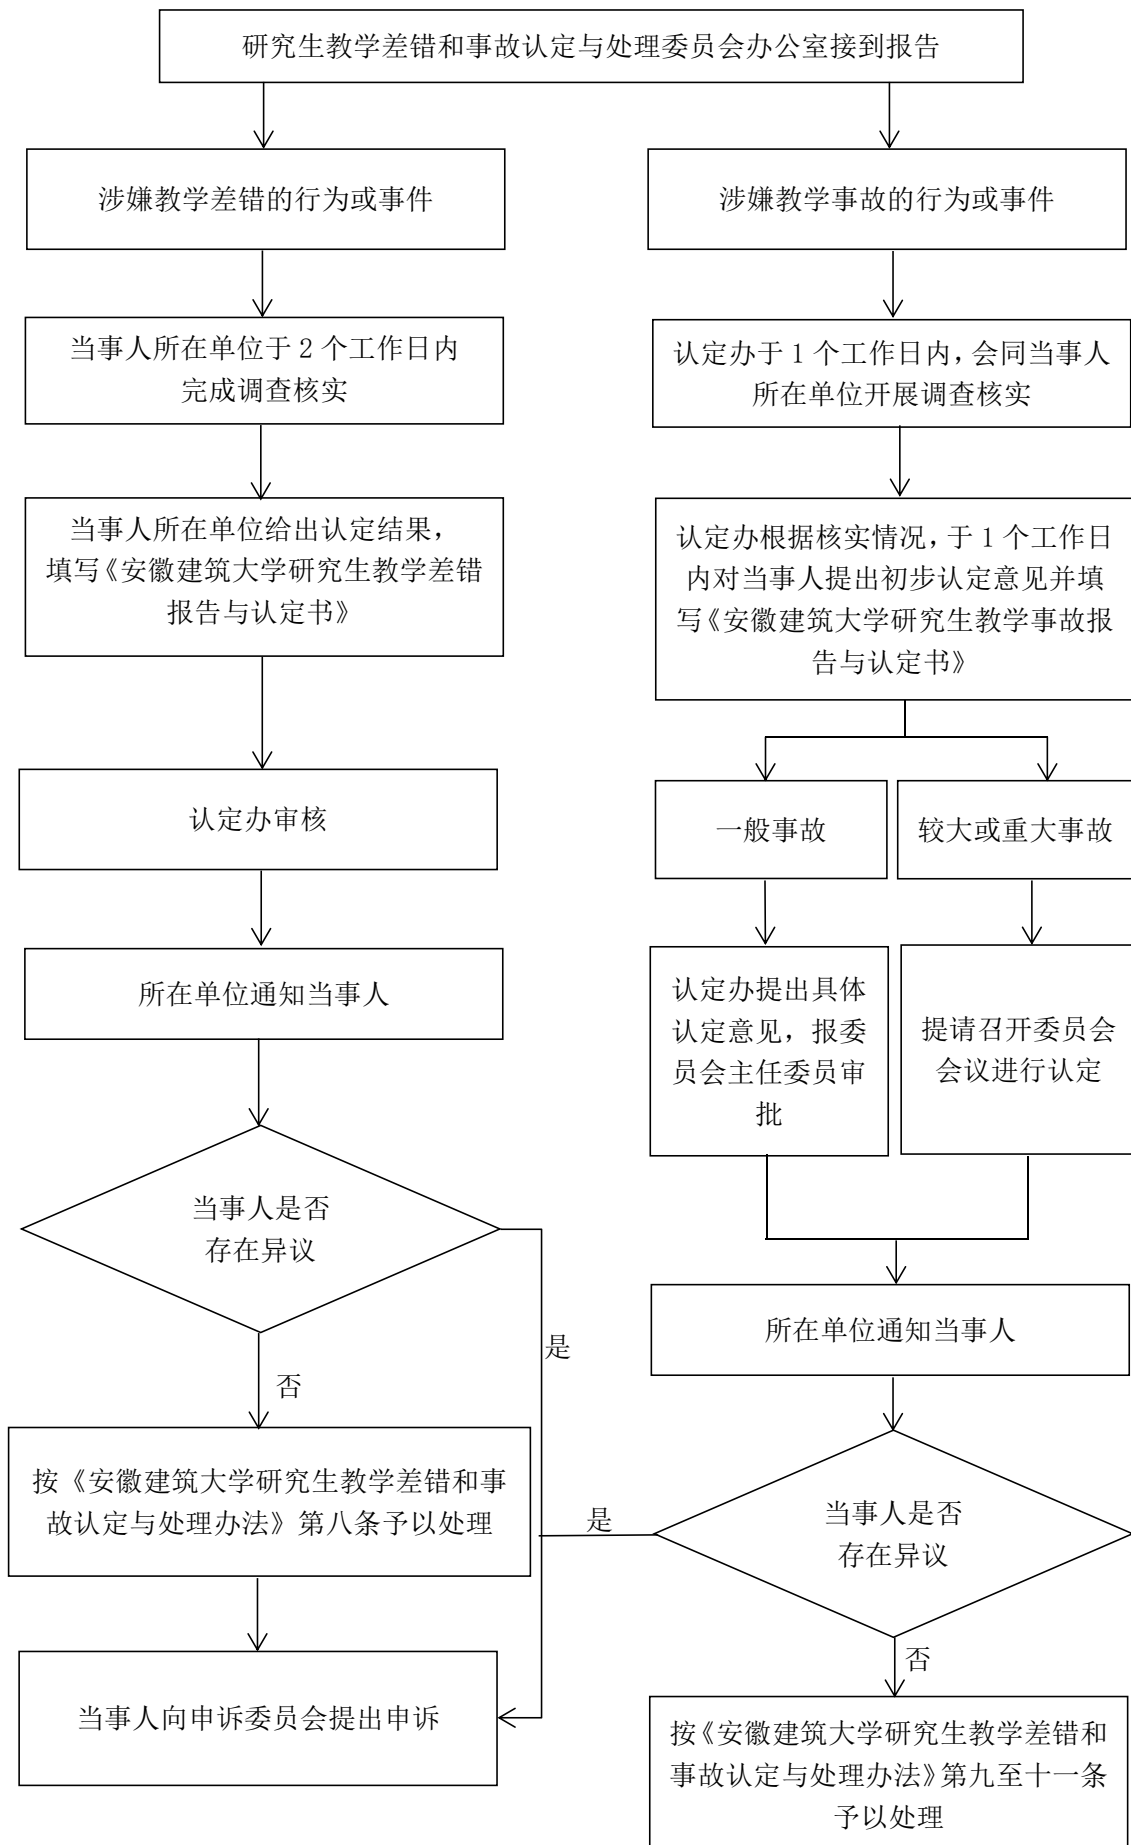 研究生教学差错和事故认定与处理委员会办公室接到报告
涉嫌教学差错的行为或事件
涉嫌教学事故的行为或事件
当事人所在单位于 2 个工作日内
完成调查核实
认定办于 1 个工作日内，会同当事人
所在单位开展调查核实
当事人所在单位给出认定结果，
填写《安徽建筑大学研究生教学差错
报告与认定书》
认定办根据核实情况，于 1 个工作日
内对当事人提出初步认定意见并填
写《安徽建筑大学研究生教学事故报
告与认定书》
认定办审核
一般事故
较大或重大事故
所在单位通知当事人
认定办提出具体
认定意见，报委
员会主任委员审
批
提请召开委员会
会议进行认定
当事人是否
存在异议
是
否
所在单位通知当事人
按《安徽建筑大学研究生教学差错和事
故认定与处理办法》第八条予以处理
是
当事人是否
存在异议
否
当事人向申诉委员会提出申诉
按《安徽建筑大学研究生教学差错和
事故认定与处理办法》第九至十一条
予以处理